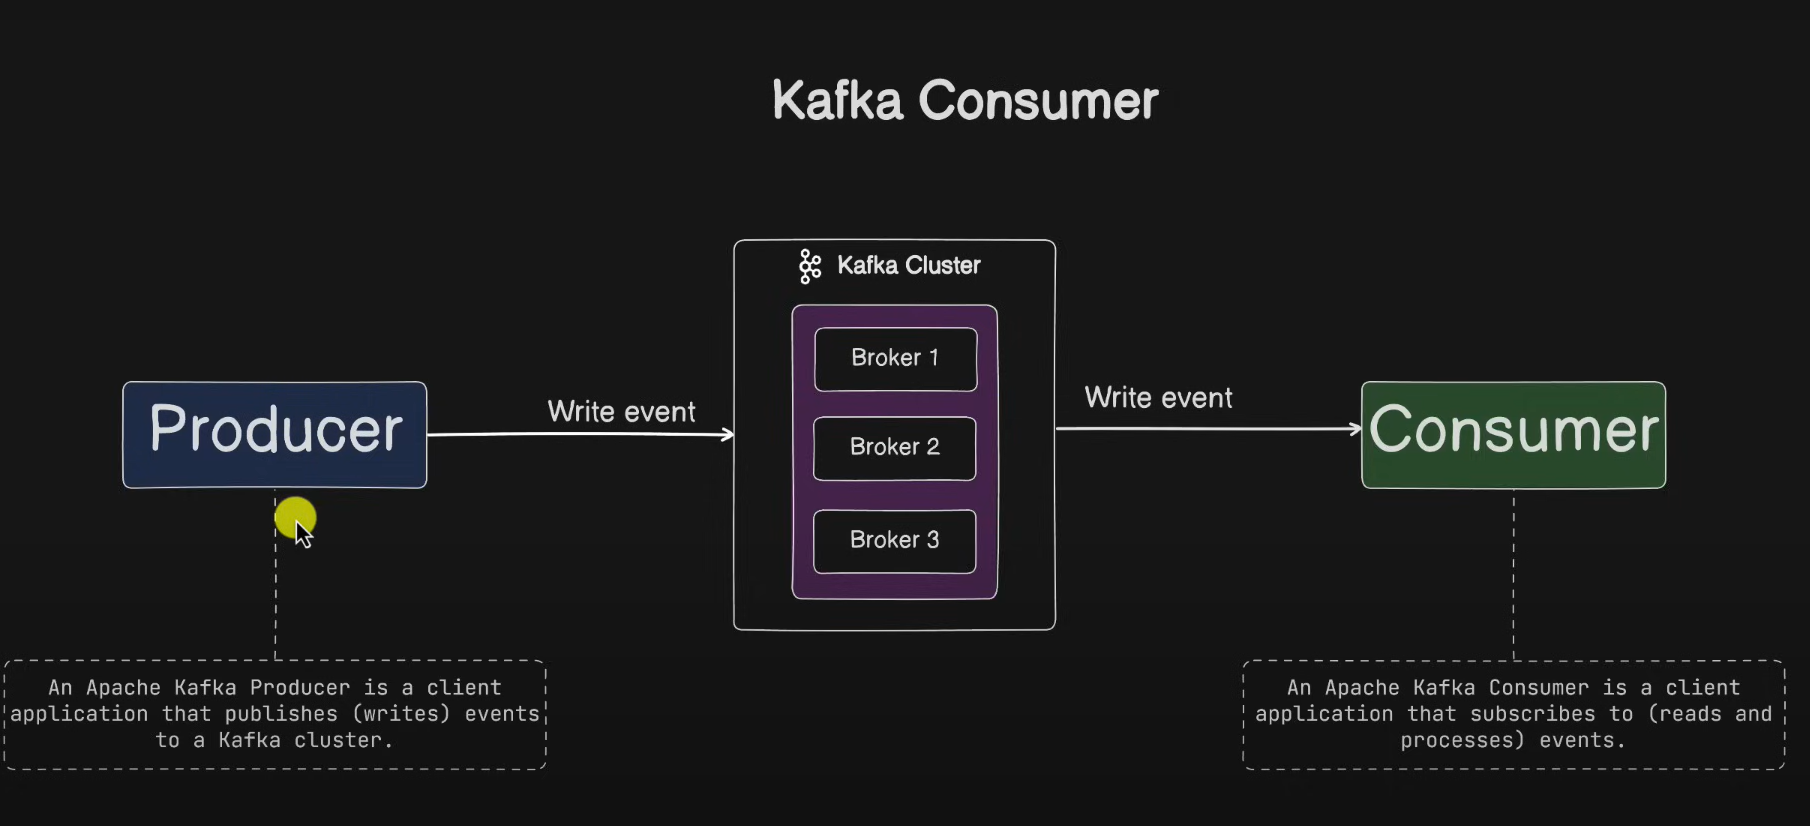 Kafka Consumer
Kafka Cluster
Broker 1
Broker 2
Broker 3
Producer
Write event
Write event
Consumer
An Apache Kafka Producer is a client
application that publishes (writes) events
to a Kafka cluster.
An Apache Kafka Consumer is a client
application that subscribes to (reads and
processes) events.